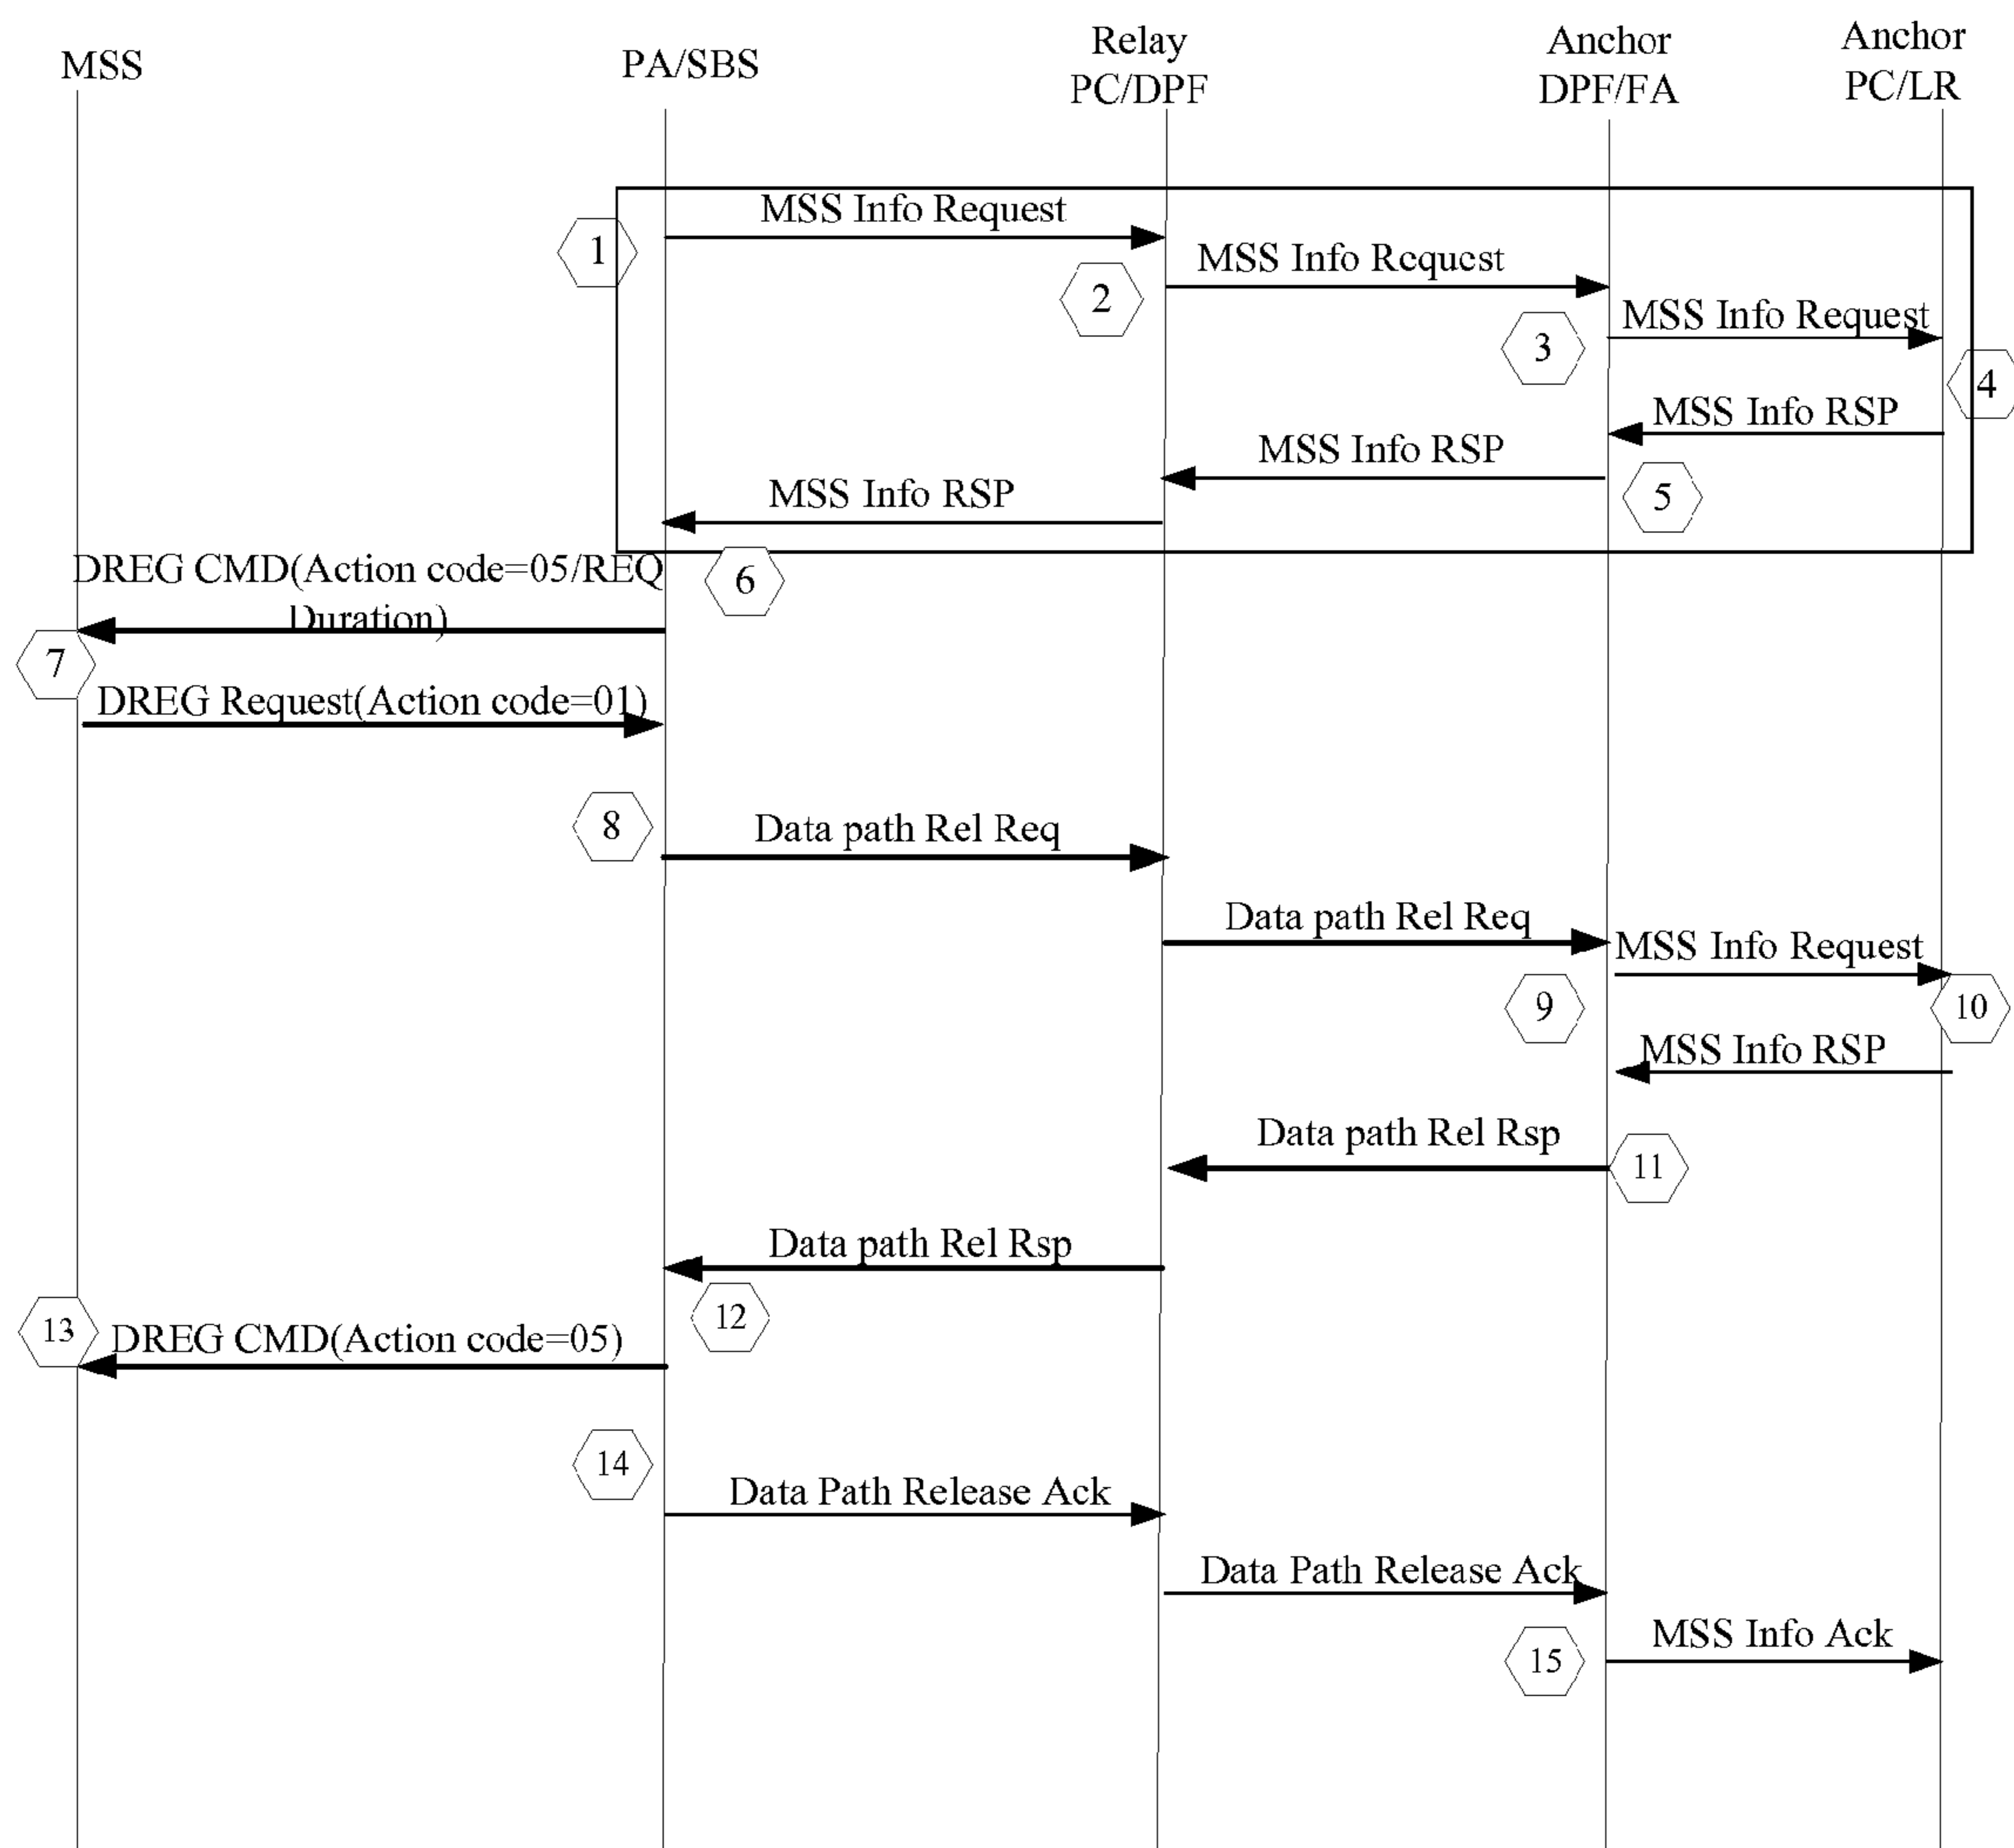 MSS
PA/SBS
Relay
PC/DPF
Anchor
DPF/FA
Anchor
PC/LR
MSS Info Request
1
MSS Info Request
2
MSS Info Request
3
4
MSS Info RSP
MSS Info RSP
5
MSS Info RSP
6
DREG CMD(Action code=05/REQ
Duration)
7
DREG Request(Action code=01)
8
Data path Rel Req
Data path Rel Req
MSS Info Request
9
10
MSS Info RSP
Data path Rel Rsp
11
Data path Rel Rsp
12
13
DREG CMD(Action code=05)
14
Data Path Release Ack
Data Path Release Ack
MSS Info Ack
15